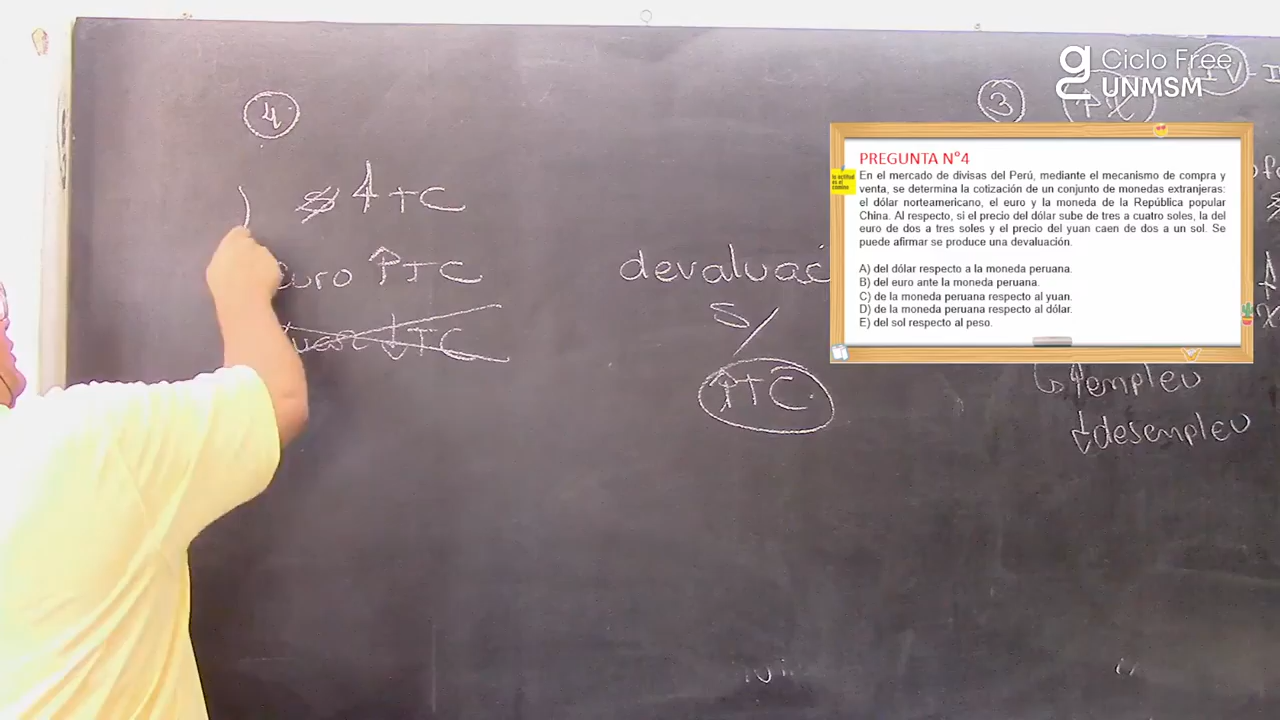 4
$ ↑TC
euro ↑TC
yuan ↓TC
devaluac
S/
↑TC
3
IV-I
↑empleo
↓desempleo
Ciclo Free
UNMSM
PREGUNTA N°4
En el mercado de divisas del Perú, mediante el mecanismo de compra y
venta, se determina la cotización de un conjunto de monedas extranjeras:
el dólar norteamericano, el euro y la moneda de la República popular
China. Al respecto, si el precio del dólar sube de tres a cuatro soles, la del
euro de dos a tres soles y el precio del yuan caen de dos a un sol. Se
puede afirmar se produce una devaluación.
A) del dólar respecto a la moneda peruana.
B) del euro ante la moneda peruana.
C) de la moneda peruana respecto al yuan.
D) de la moneda peruana respecto al dólar.
E) del sol respecto al peso.